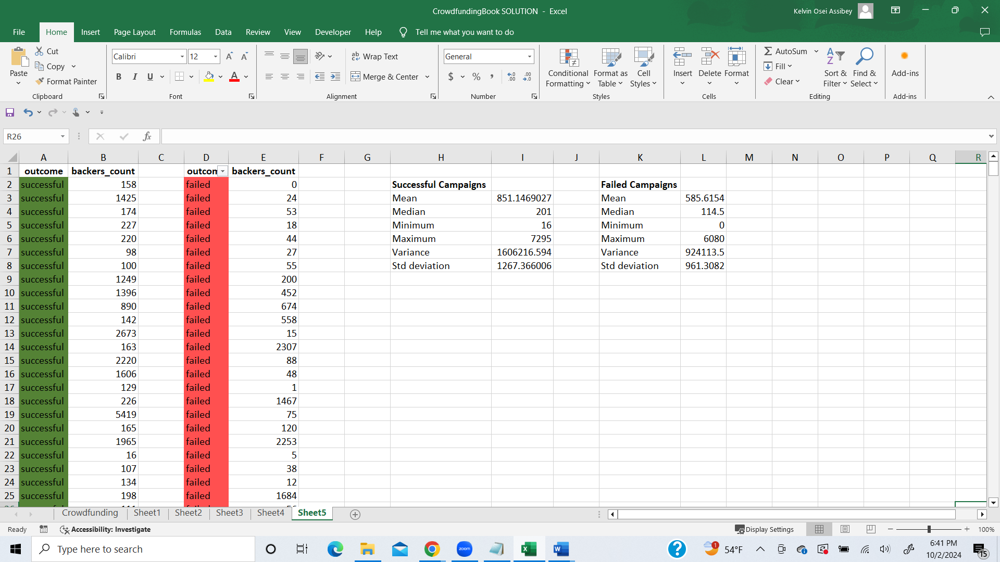 CrowdfundingBook SOLUTION - Excel
Kelvin Osei Assibey
File Home Insert Page Layout Formulas Data Review View Developer Help Tell me what you want to do
Paste
Cut
Copy
Format Painter
Clipboard
Calibri 12
B I U
Font
Wrap Text
Merge & Center
Alignment
General
$ % ,
Number
Conditional Formatting
Format as Table
Cell Styles
Styles
Insert Delete Format
Cells
AutoSum
Fill
Clear
Sort & Filter
Find & Select
Editing
Add-ins
Add-ins
R26 fx
A B C D E F G H I J K L M N O P Q R
1 outcome backers_count outcom backers_count
2 successful 158 failed 0 Successful Campaigns Failed Campaigns
3 successful 1425 failed 24 Mean 851.1469027 Mean 585.6154
4 successful 174 failed 53 Median 201 Median 114.5
5 successful 227 failed 18 Minimum 16 Minimum 0
6 successful 220 failed 44 Maximum 7295 Maximum 6080
7 successful 98 failed 27 Variance 1606216.594 Variance 924113.5
8 successful 100 failed 55 Std deviation 1267.366006 Std deviation 961.3082
9 successful 1249 failed 200
10 successful 1396 failed 452
11 successful 890 failed 674
12 successful 142 failed 558
13 successful 2673 failed 15
14 successful 163 failed 2307
15 successful 2220 failed 88
16 successful 1606 failed 48
17 successful 129 failed 1
18 successful 226 failed 1467
19 successful 5419 failed 75
20 successful 165 failed 120
21 successful 1965 failed 2253
22 successful 16 failed 5
23 successful 107 failed 38
24 successful 134 failed 12
25 successful 198 failed 1684
Crowdfunding Sheet1 Sheet2 Sheet3 Sheet4 Sheet5
Ready Accessibility: Investigate Display Settings 100%
Type here to search
zoom
1 54°F
6:41 PM
10/2/2024
15